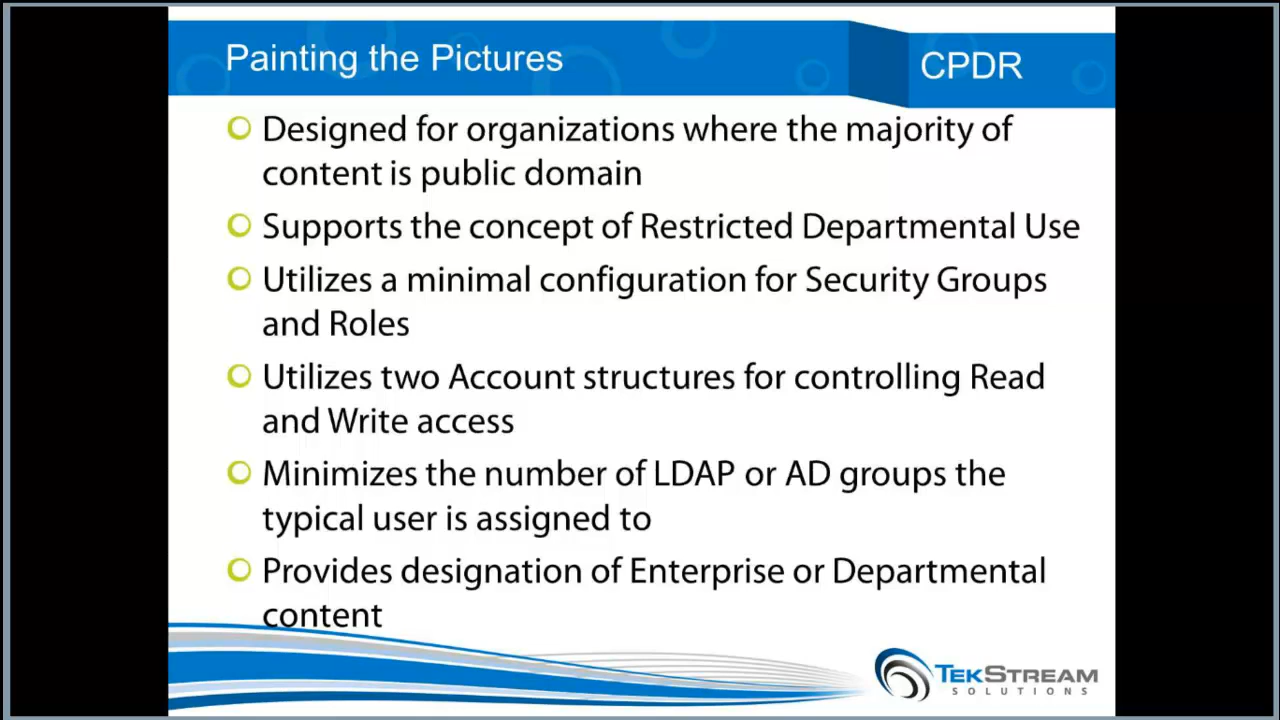 Painting the Pictures
CPDR
Designed for organizations where the majority of
content is public domain
Supports the concept of Restricted Departmental Use
Utilizes a minimal configuration for Security Groups
and Roles
Utilizes two Account structures for controlling Read
and Write access
Minimizes the number of LDAP or AD groups the
typical user is assigned to
Provides designation of Enterprise or Departmental
content
TEKSTREAM
SOLUTIONS